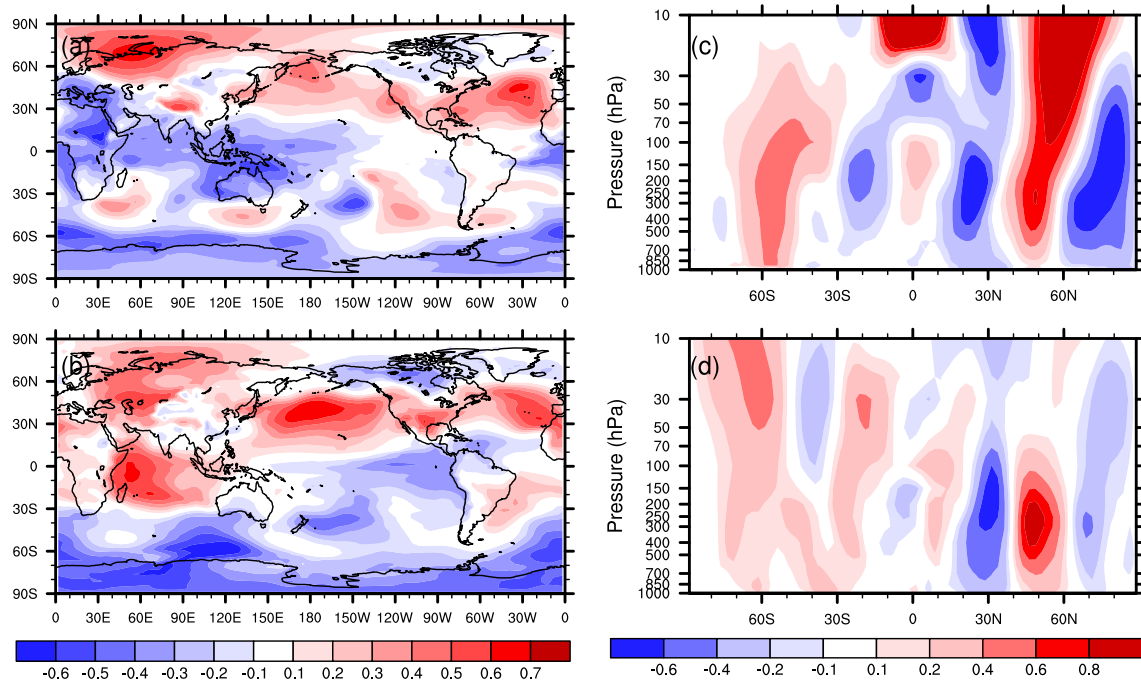 (a)
90N
60N
30N
0
30S
60S
90S
0 30E 60E 90E 120E 150E 180 150W 120W 90W 60W 30W 0
(b)
90N
60N
30N
0
30S
60S
90S
0 30E 60E 90E 120E 150E 180 150W 120W 90W 60W 30W 0
-0.6 -0.5 -0.4 -0.3 -0.2 -0.1 0.1 0.2 0.3 0.4 0.5 0.6 0.7
(c)
Pressure (hPa)
10
30
50
70
100
150
200
250
300
400
500
700
850
1000
60S 30S 0 30N 60N
(d)
Pressure (hPa)
10
30
50
70
100
150
200
250
300
400
500
700
850
1000
60S 30S 0 30N 60N
-0.6 -0.4 -0.2 -0.1 0.1 0.2 0.4 0.6 0.8